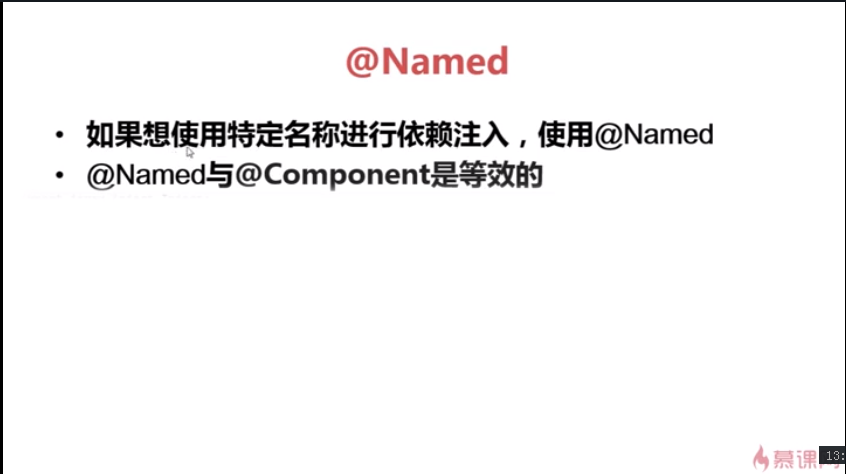 @Named
• 如果想使用特定名称进行依赖注入，使用@Named
• @Named与@Component是等效的
慕课网
13: